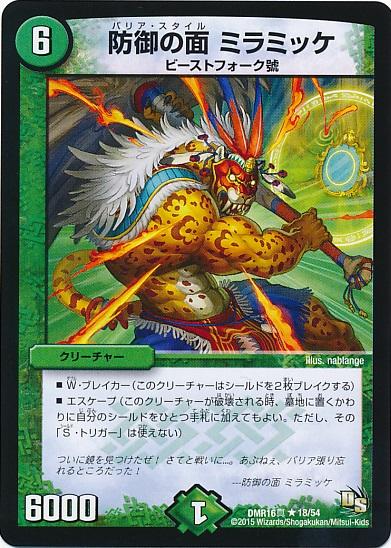 6
バリア・スタイル
防御の面 ミラミッケ
ビーストフォーク號
クリーチャー
illus. nablange
■ W・ブレイカー(このクリーチャーはシールドを2枚ブレイクする)
■ エスケープ(このクリーチャーが破壊される時、墓地に置くかわ
りに自分のシールドをひとつ手札に加えてもよい。ただし、その
「S・トリガー」は使えない)
ついに鏡を見つけたぜ! さてと戦いに…。あぶねぇ、バリア張り忘
れるところだった!
---防御の面 ミラミッケ
6000
1
DMR16 ★ 18/54
DS
©2015 Wizards/Shogakukan/Mitsui-Kids